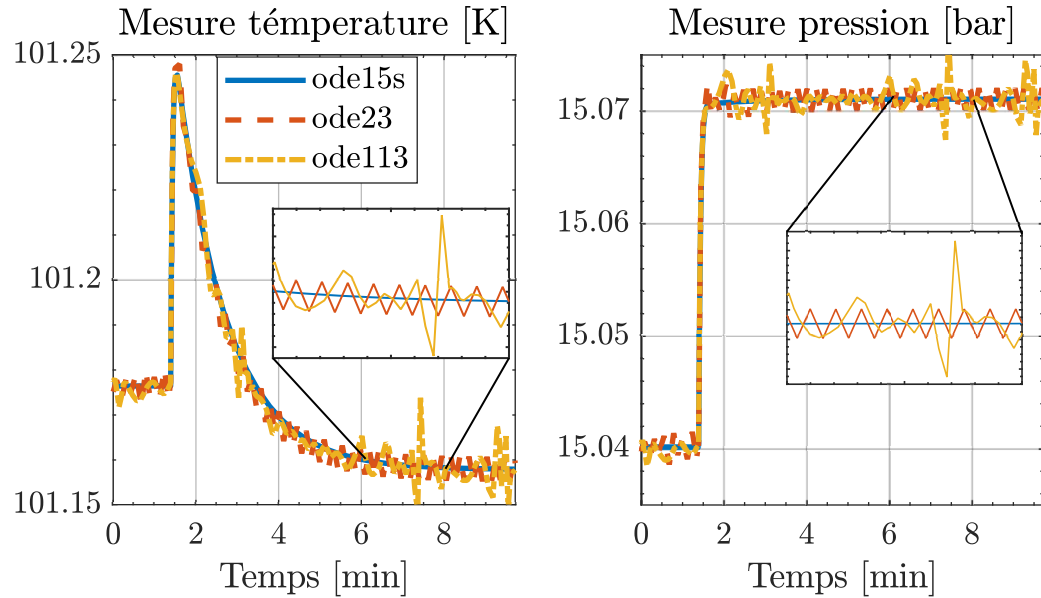 Mesure témperature [K]
101.25
101.2
101.15
ode15s
ode23
ode113
0 2 4 6 8
Temps [min]
Mesure pression [bar]
15.07
15.06
15.05
15.04
0 2 4 6 8
Temps [min]